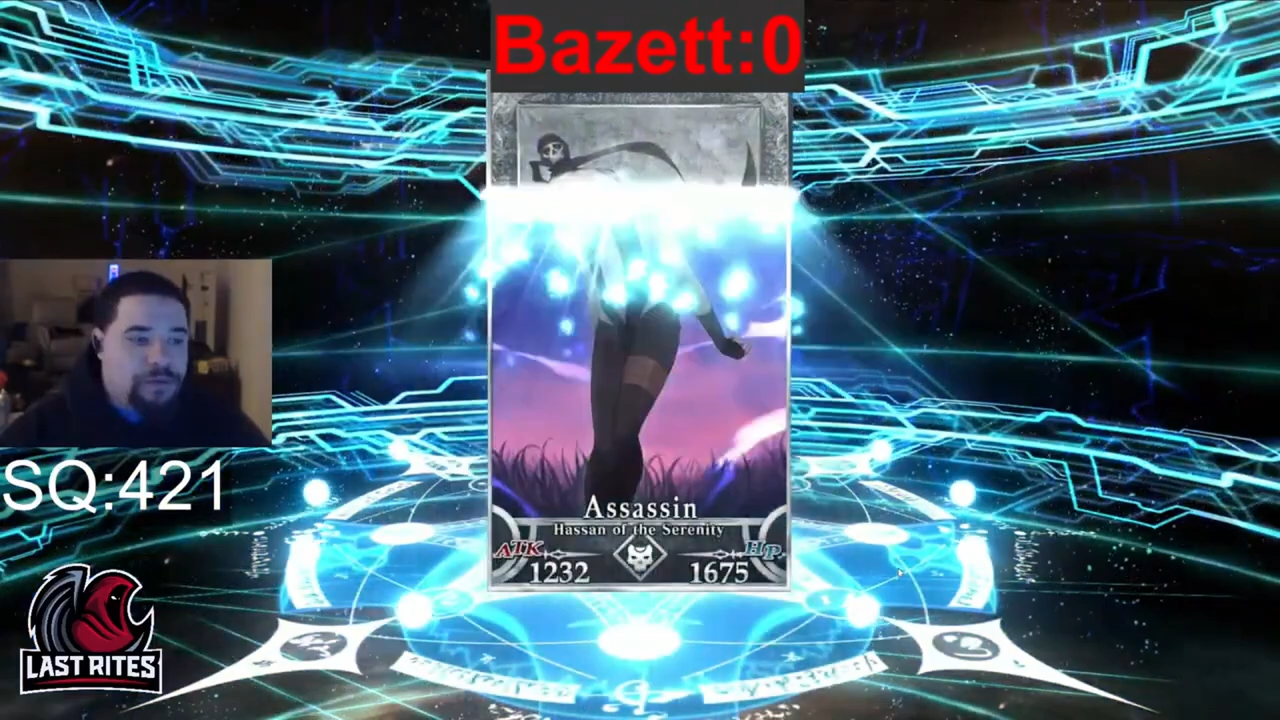 Bazett:0
SQ:421
Assassin
Hassan of the Serenity
ATK
HP
1232
1675
LAST RITES